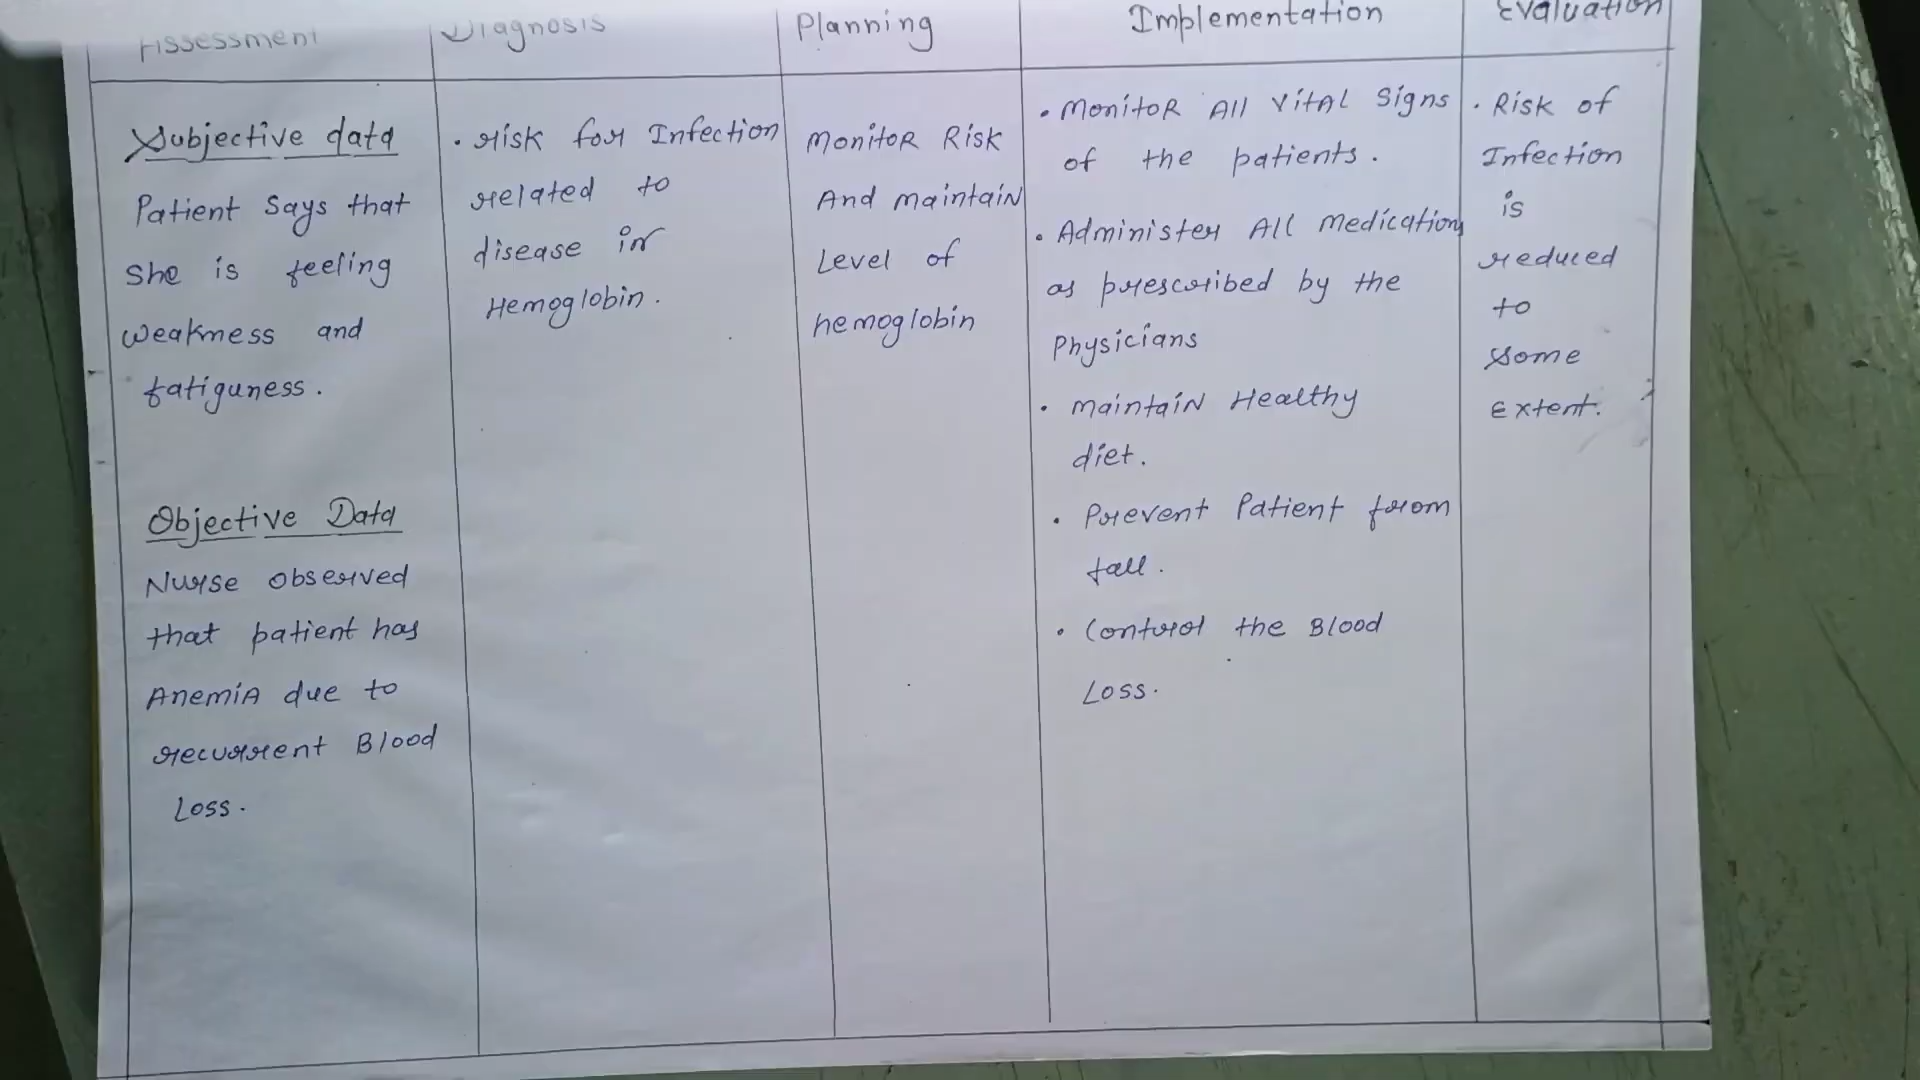 Assessment
Diagnosis
Planning
Implementation
Evaluation
Subjective data
Patient says that
she is feeling
weakness and
fatiguness.
Objective Data
Nurse observed
that patient has
Anemia due to
recurrent Blood
Loss.
• risk for Infection
related to
disease in
Hemoglobin.
Monitor Risk
And maintain
Level of
hemoglobin
• Monitor All vital signs
of the patients.
• Administer All medications
as prescribed by the
Physicians
• maintain Healthy
diet.
• Prevent Patient from
fall.
• Control the Blood
Loss.
• Risk of
Infection
is
reduced
to
some
Extent.